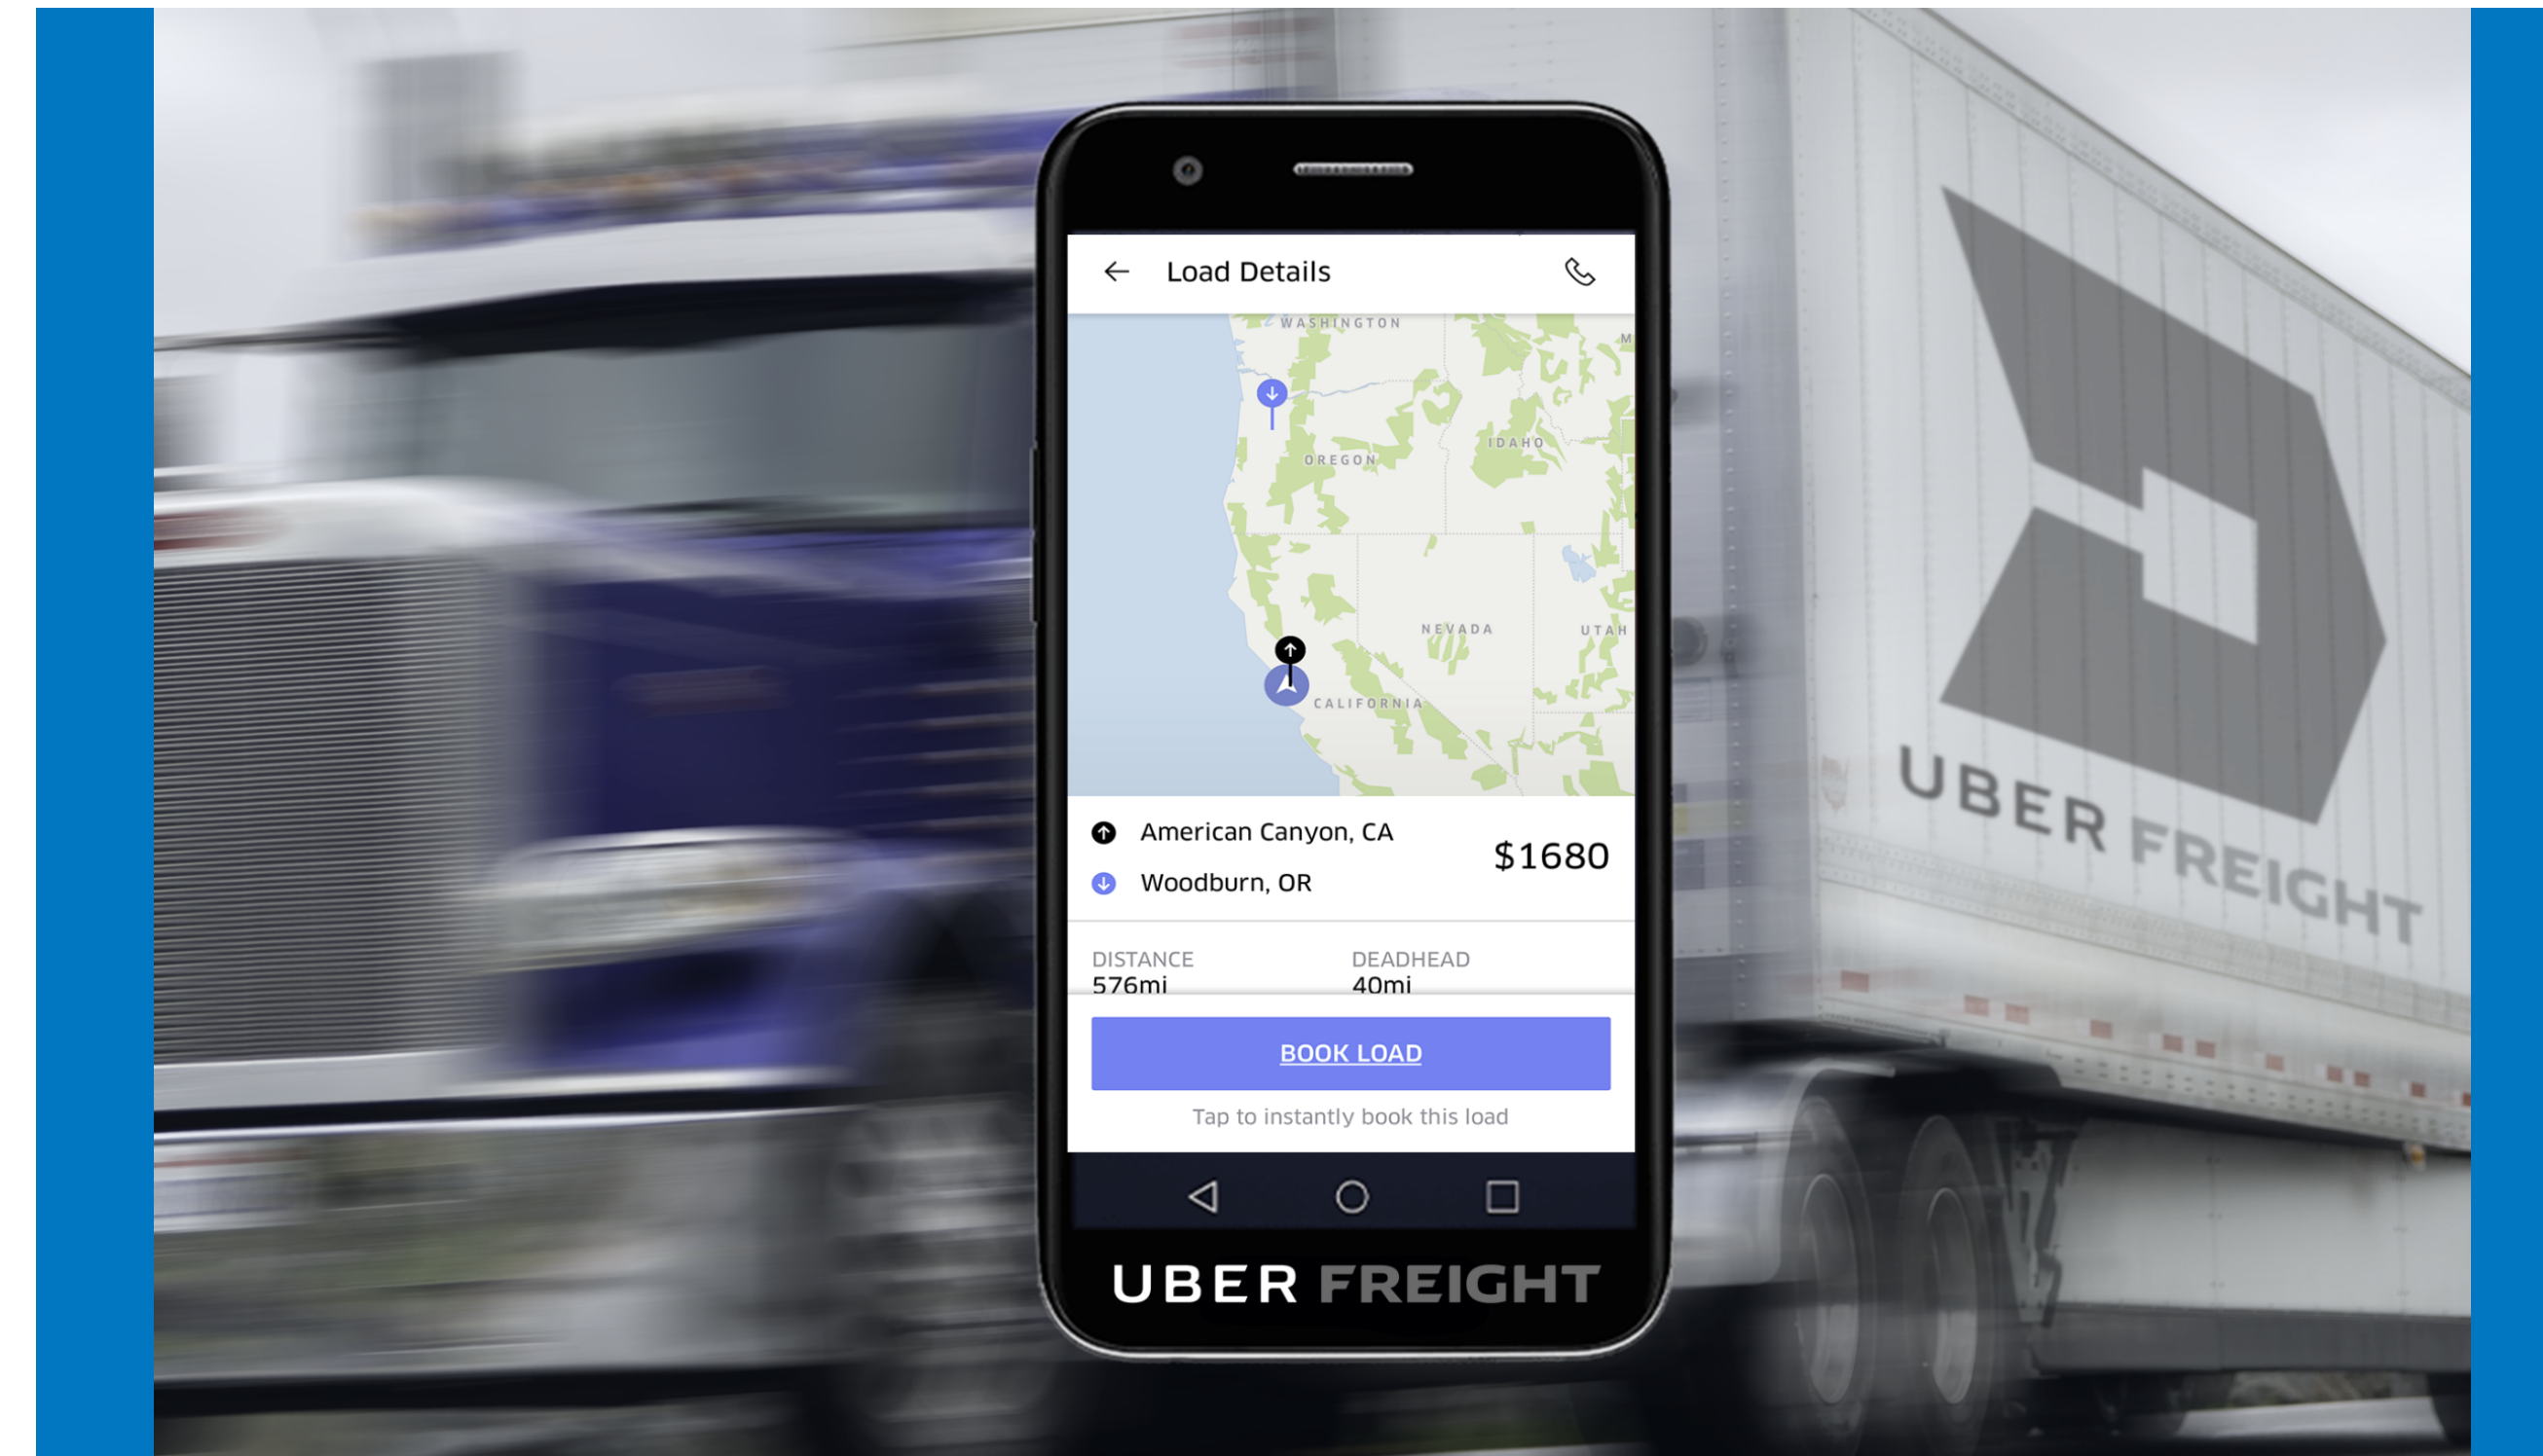 Load Details
WASHINGTON
M
IDAHO
OREGON
NEVADA
UTAH
CALIFORNIA
American Canyon, CA
$1680
Woodburn, OR
DISTANCE
DEADHEAD
576mi
40mi
BOOK LOAD
Tap to instantly book this load
UBER FREIGHT
UBER FREIGHT